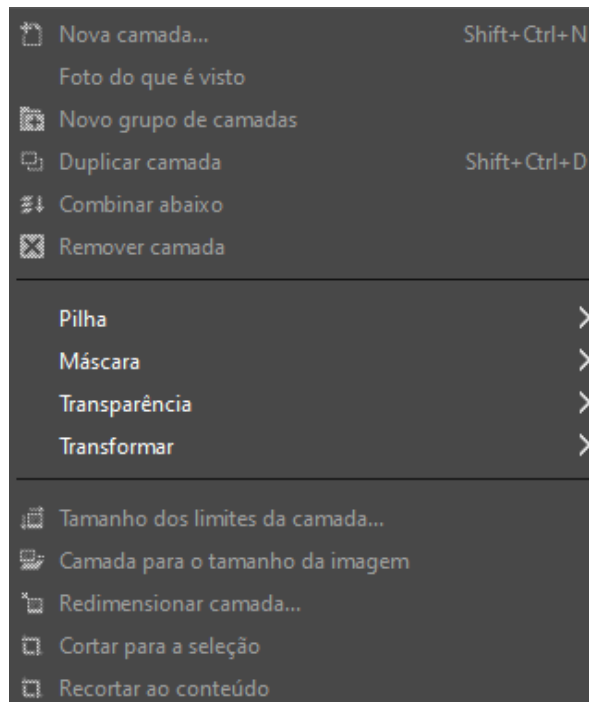 Nova camada... Shift+Ctrl+N
Foto do que é visto
Novo grupo de camadas
Duplicar camada Shift+Ctrl+D
Combinar abaixo
Remover camada
Pilha
Máscara
Transparência
Transformar
Tamanho dos limites da camada...
Camada para o tamanho da imagem
Redimensionar camada...
Cortar para a seleção
Recortar ao conteúdo